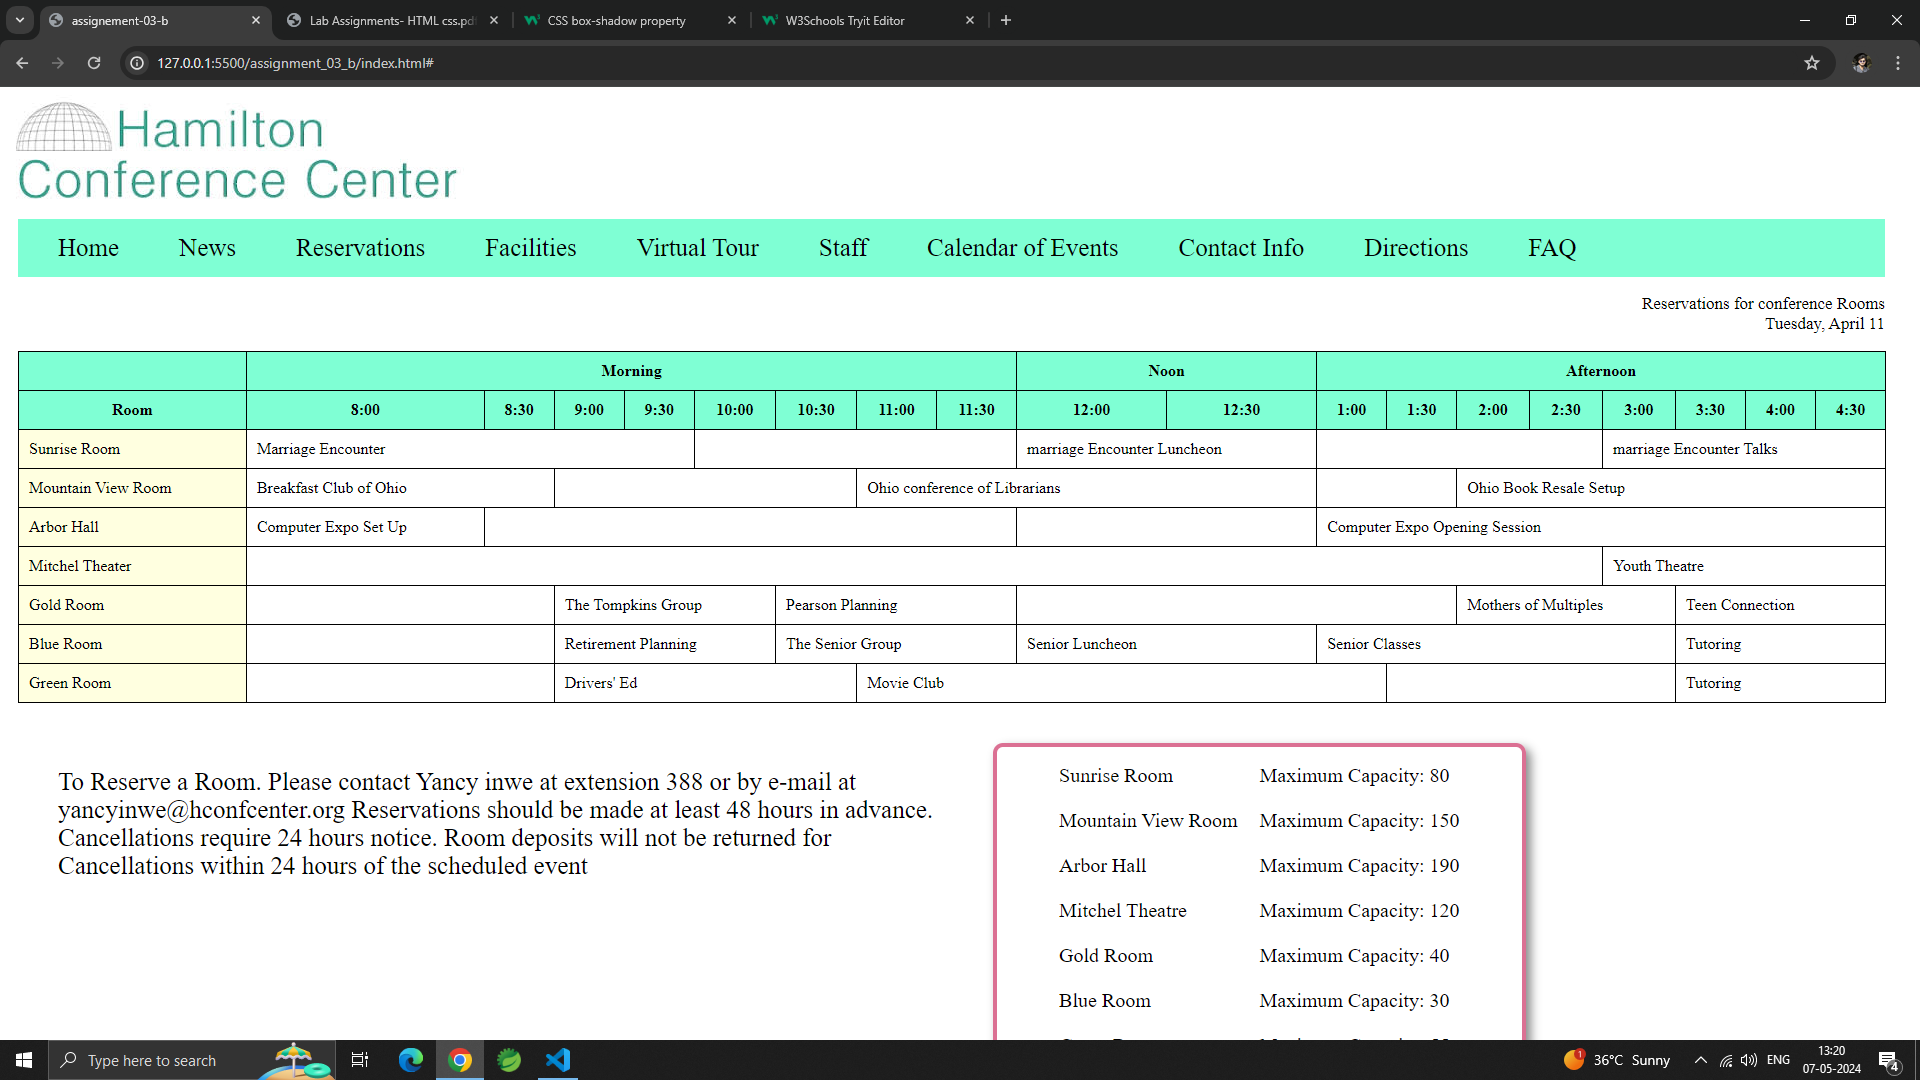 assignement-03-b
Lab Assignments- HTML css.pdf
CSS box-shadow property
W3Schools Tryit Editor
127.0.0.1:5500/assignment_03_b/index.html#
Hamilton
Conference Center
Home News Reservations Facilities Virtual Tour Staff Calendar of Events Contact Info Directions FAQ
Reservations for conference Rooms
Tuesday, April 11
Morning Noon Afternoon
Room 8:00 8:30 9:00 9:30 10:00 10:30 11:00 11:30 12:00 12:30 1:00 1:30 2:00 2:30 3:00 3:30 4:00 4:30
Sunrise Room Marriage Encounter marriage Encounter Luncheon marriage Encounter Talks
Mountain View Room Breakfast Club of Ohio Ohio conference of Librarians Ohio Book Resale Setup
Arbor Hall Computer Expo Set Up Computer Expo Opening Session
Mitchel Theater Youth Theatre
Gold Room The Tompkins Group Pearson Planning Mothers of Multiples Teen Connection
Blue Room Retirement Planning The Senior Group Senior Luncheon Senior Classes Tutoring
Green Room Drivers' Ed Movie Club Tutoring
To Reserve a Room. Please contact Yancy inwe at extension 388 or by e-mail at
yancyinwe@hconfcenter.org Reservations should be made at least 48 hours in advance.
Cancellations require 24 hours notice. Room deposits will not be returned for
Cancellations within 24 hours of the scheduled event
Sunrise Room Maximum Capacity: 80
Mountain View Room Maximum Capacity: 150
Arbor Hall Maximum Capacity: 190
Mitchel Theatre Maximum Capacity: 120
Gold Room Maximum Capacity: 40
Blue Room Maximum Capacity: 30
Type here to search
1
36°C Sunny
ENG
13:20
07-05-2024
4